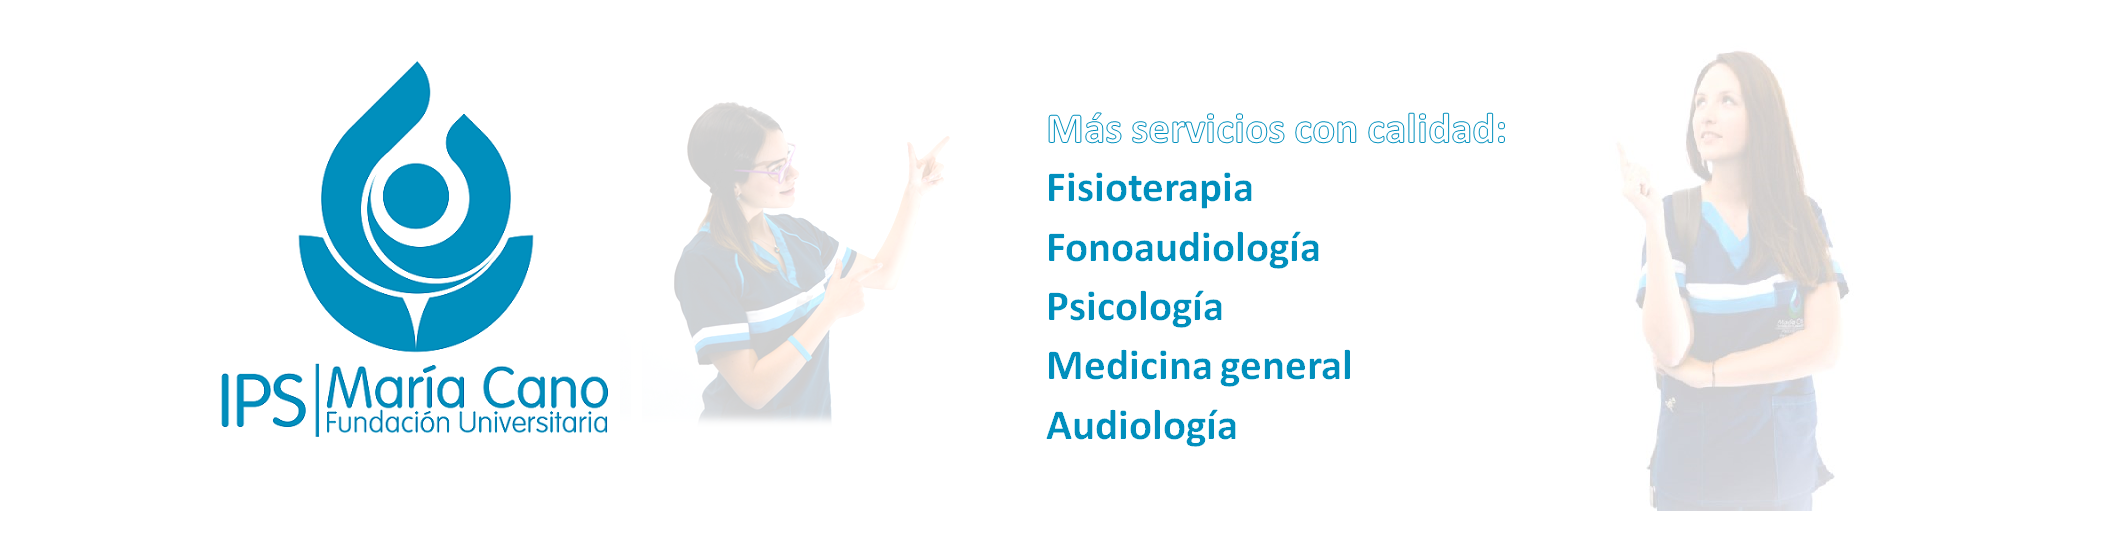 IPS María Cano
Fundación Universitaria
Más servicios con calidad:
Fisioterapia
Fonoaudiología
Psicología
Medicina general
Audiología